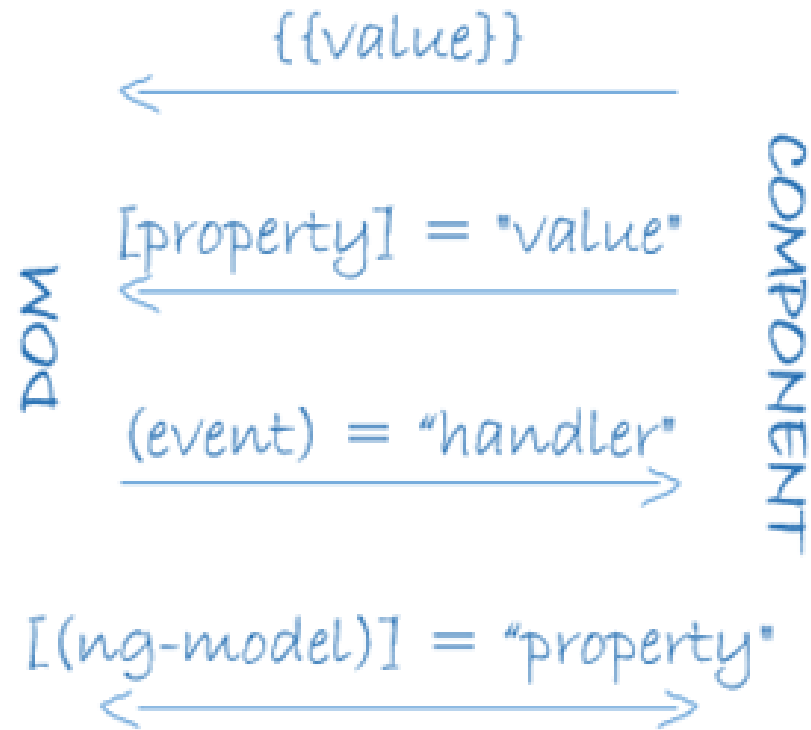 {{value}}
[property] = "value"
DOM
COMPONENT
(event) = "handler"
[(ng-model)] = "property"